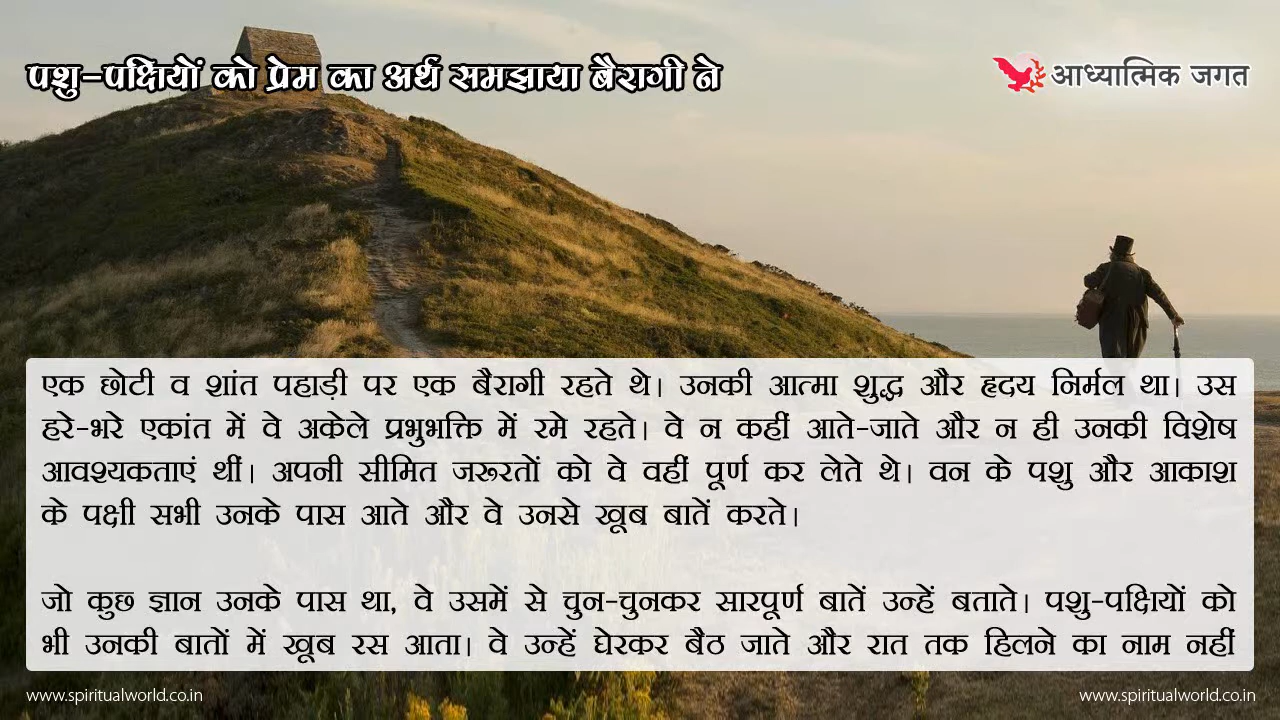 पशु-पक्षियों को प्रेम का अर्थ समझाया बैरागी ने
आध्यात्मिक जगत
एक छोटी व शांत पहाड़ी पर एक बैरागी रहते थे। उनकी आत्मा शुद्ध और हृदय निर्मल था। उस
हरे-भरे एकांत में वे अकेले प्रभुभक्ति में रमे रहते। वे न कहीं आते-जाते और न ही उनकी विशेष
आवश्यकताएं थीं। अपनी सीमित जरूरतों को वे वहीं पूर्ण कर लेते थे। वन के पशु और आकाश
के पक्षी सभी उनके पास आते और वे उनसे खूब बातें करते।
जो कुछ ज्ञान उनके पास था, वे उसमें से चुन-चुनकर सारपूर्ण बातें उन्हें बताते। पशु-पक्षियों को
भी उनकी बातों में खूब रस आता। वे उन्हें घेरकर बैठ जाते और रात तक हिलने का नाम नहीं
www.spiritualworld.co.in
www.spiritualworld.co.in